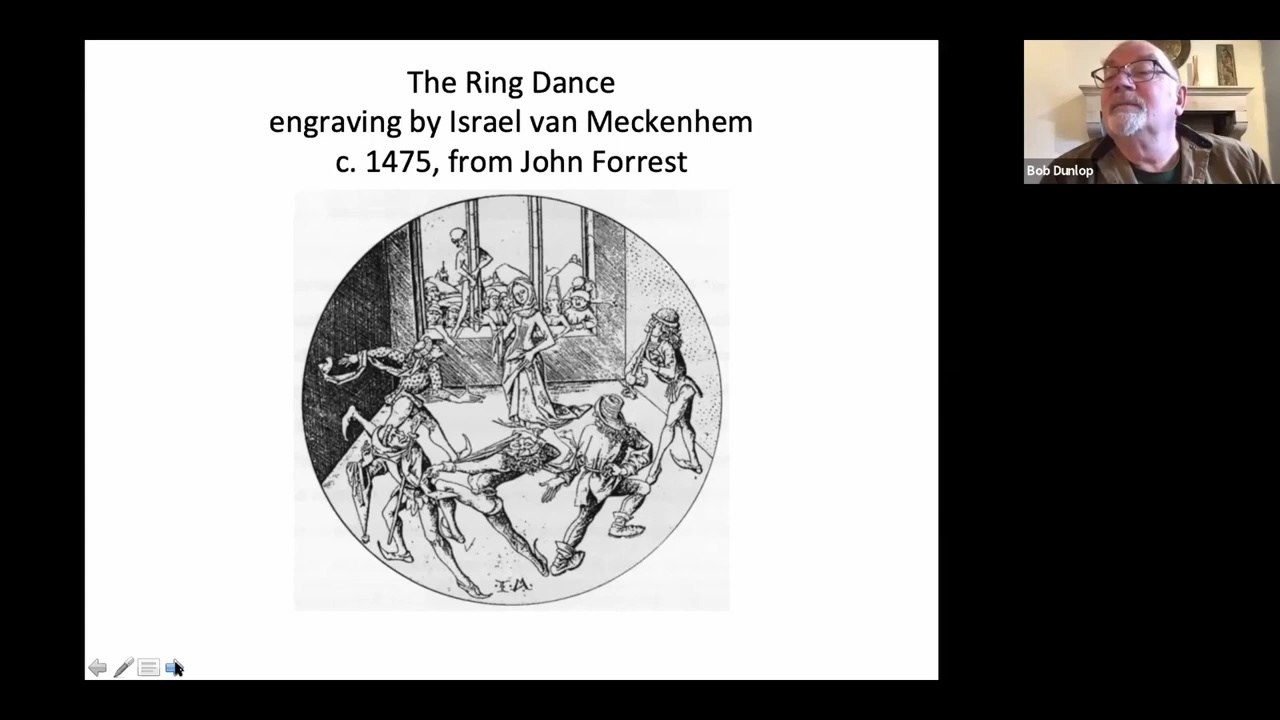 The Ring Dance
engraving by Israel van Meckenhem
c. 1475, from John Forrest
Bob Dunlop